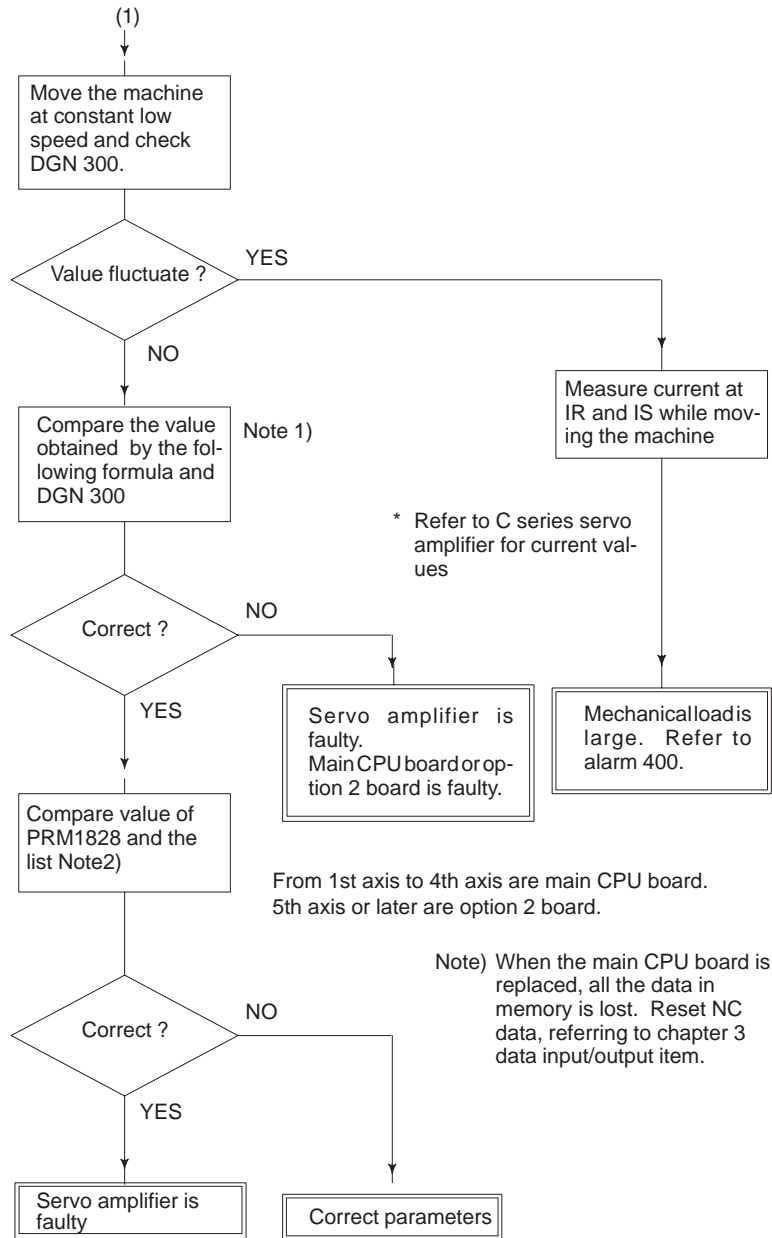 (1)
Move the machine
at constant low
speed and check
DGN 300.
Value fluctuate ?
YES
NO
Measure current at
IR and IS while mov-
ing the machine
Compare the value
obtained by the fol-
lowing formula and
DGN 300
Note 1)
* Refer to C series servo
amplifier for current val-
ues
Correct ?
NO
YES
Servo amplifier is
faulty.
Main CPU board or op-
tion 2 board is faulty.
Mechanical load is
large. Refer to
alarm 400.
Compare value of
PRM1828 and the
list Note2)
From 1st axis to 4th axis are main CPU board.
5th axis or later are option 2 board.
Note) When the main CPU board is
replaced, all the data in
memory is lost. Reset NC
data, referring to chapter 3
data input/output item.
Correct ?
NO
YES
Servo amplifier is
faulty
Correct parameters